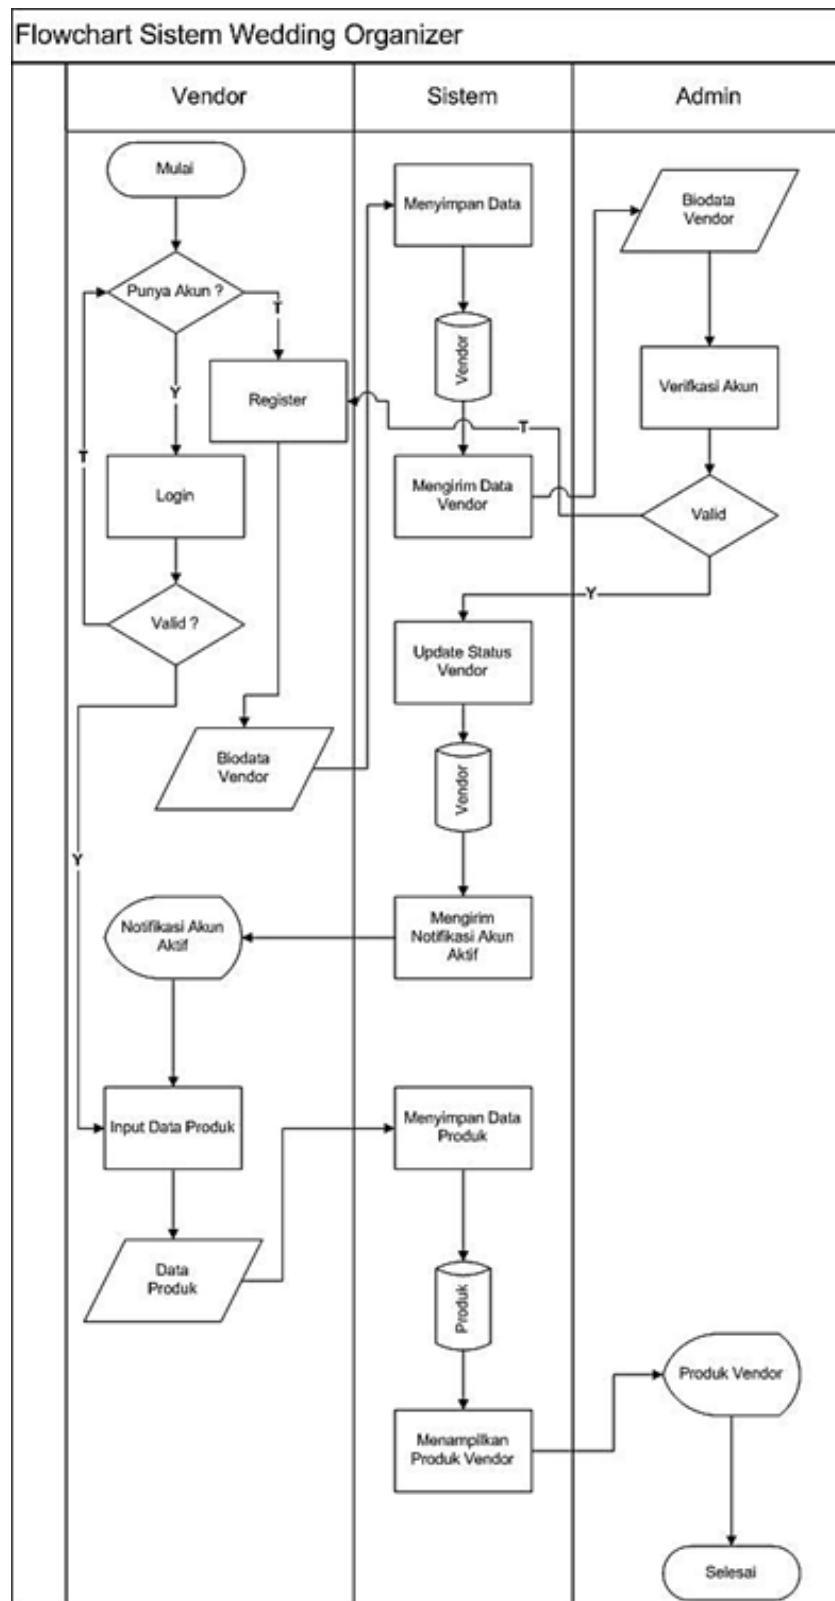 Flowchart Sistem Wedding Organizer
Vendor
Sistem
Admin
Mulai
Punya Akun ?
T
Y
Register
Login
T
Valid ?
Y
Biodata
Vendor
Menyimpan Data
Vendor
Mengirim Data
Vendor
Biodata
Vendor
Verifkasi Akun
Valid
T
Y
Update Status
Vendor
Vendor
Mengirim
Notifikasi Akun
Aktif
Notifikasi Akun
Aktif
Input Data Produk
Data
Produk
Menyimpan Data
Produk
Produk
Menampilkan
Produk Vendor
Produk Vendor
Selesai